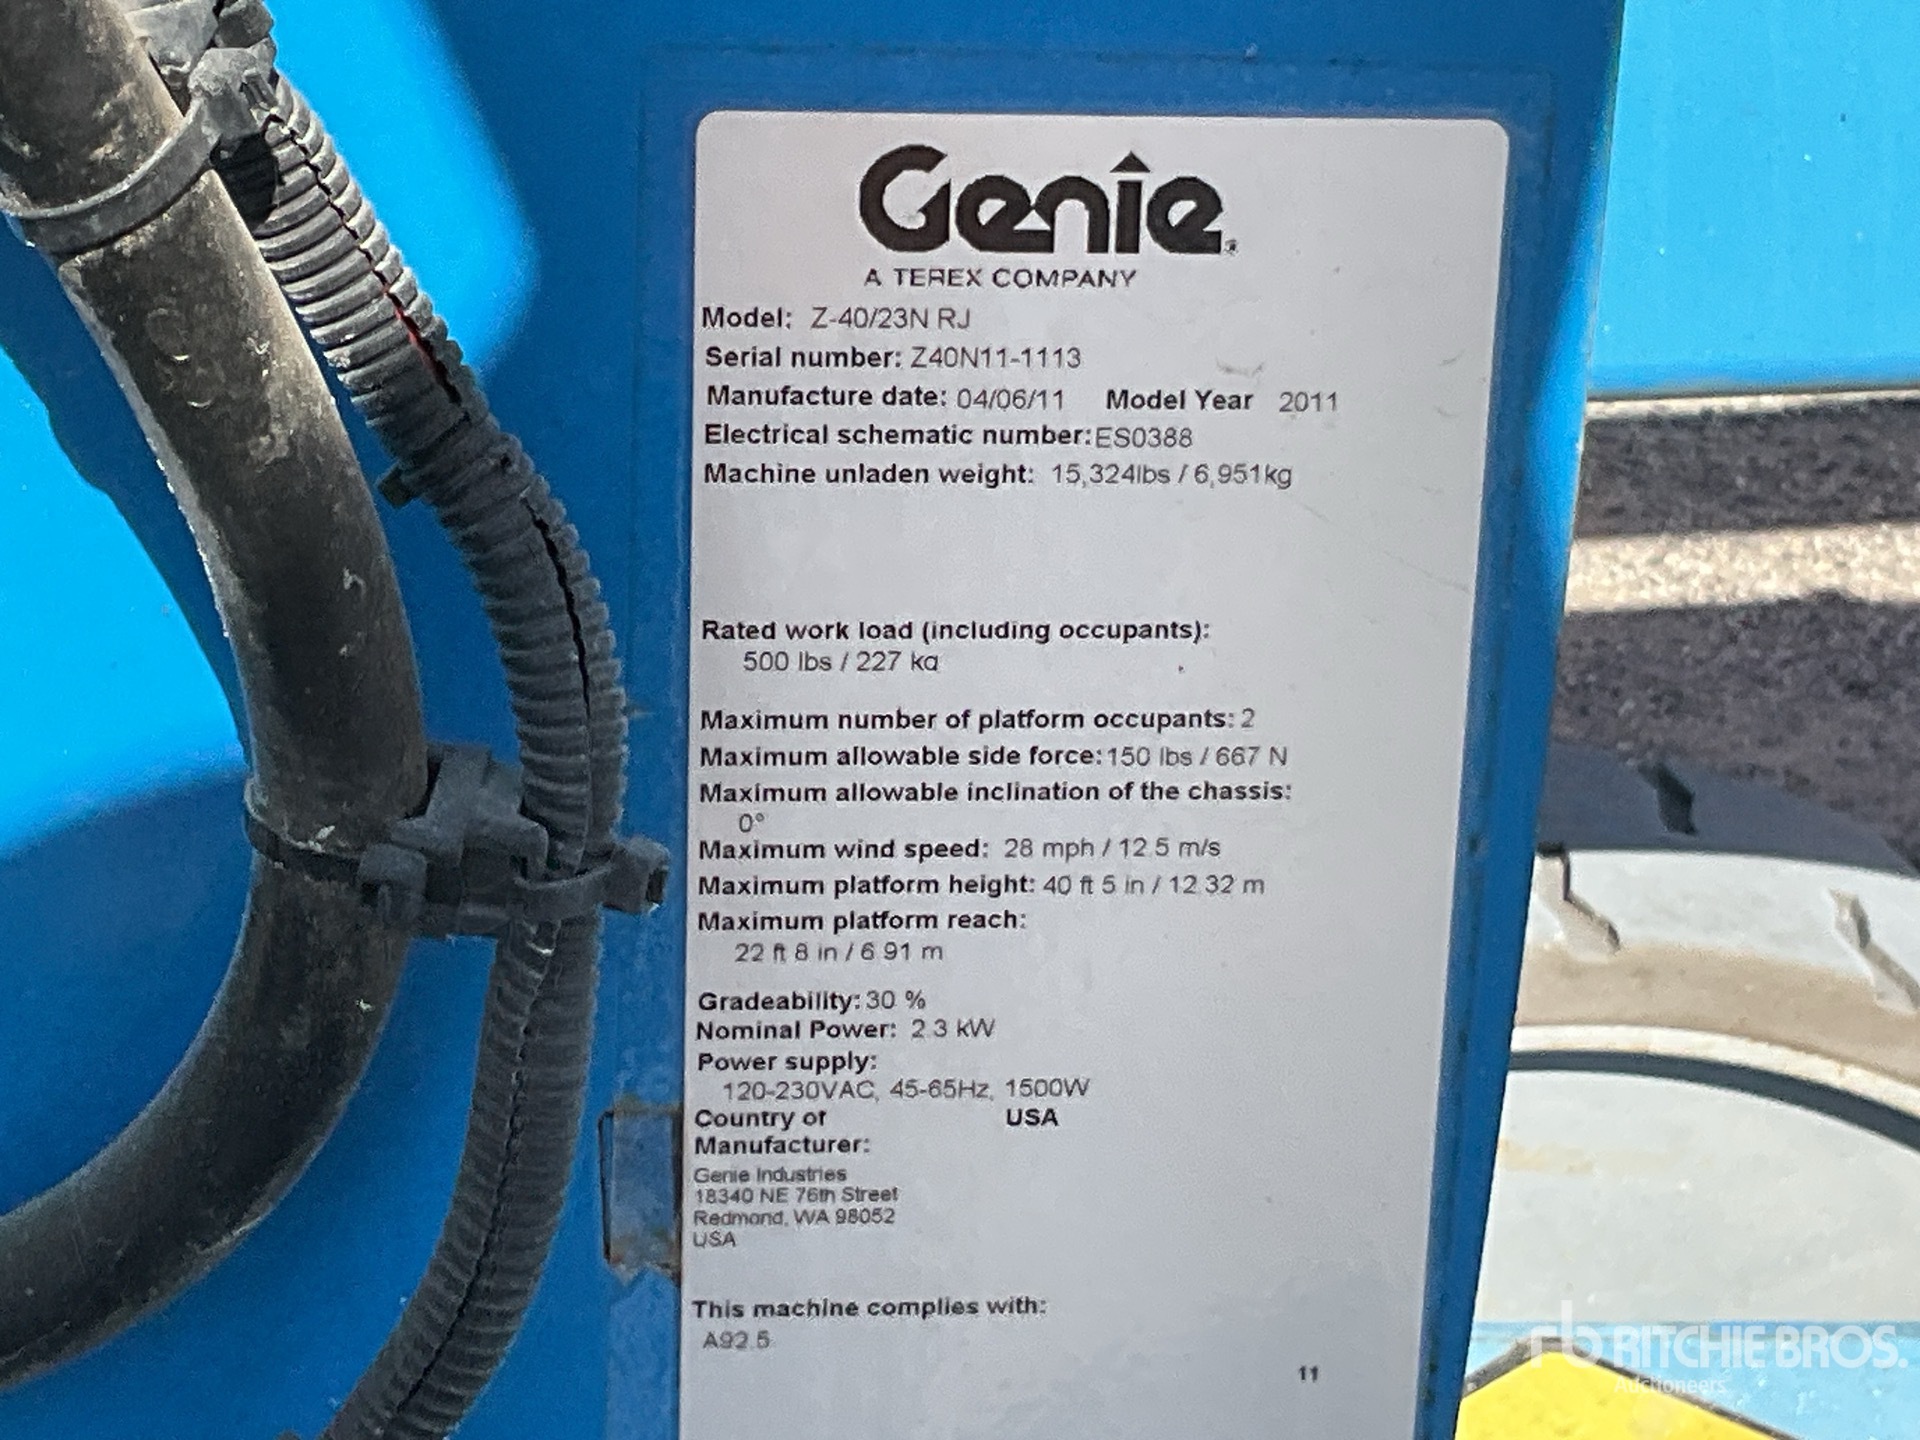 Genie
A TEREX COMPANY
Model: Z-40/23N RJ
Serial number: Z40N11-1113
Manufacture date: 04/06/11 Model Year 2011
Electrical schematic number: ES0388
Machine unladen weight: 15,324lbs / 6,951kg
Rated work load (including occupants):
500 lbs / 227 kg
Maximum number of platform occupants: 2
Maximum allowable side force: 150 lbs / 667 N
Maximum allowable inclination of the chassis:
0°
Maximum wind speed: 28 mph / 12.5 m/s
Maximum platform height: 40 ft 5 in / 12.32 m
Maximum platform reach:
22 ft 8 in / 6.91 m
Gradeability: 30 %
Nominal Power: 2.3 kW
Power supply:
120-230VAC, 45-65Hz, 1500W
Country of USA
Manufacturer:
Genie Industries
18340 NE 76th Street
Redmond, WA 98052
USA
This machine complies with:
A92.5
11
rb RITCHIE BROS.
Auctioneers